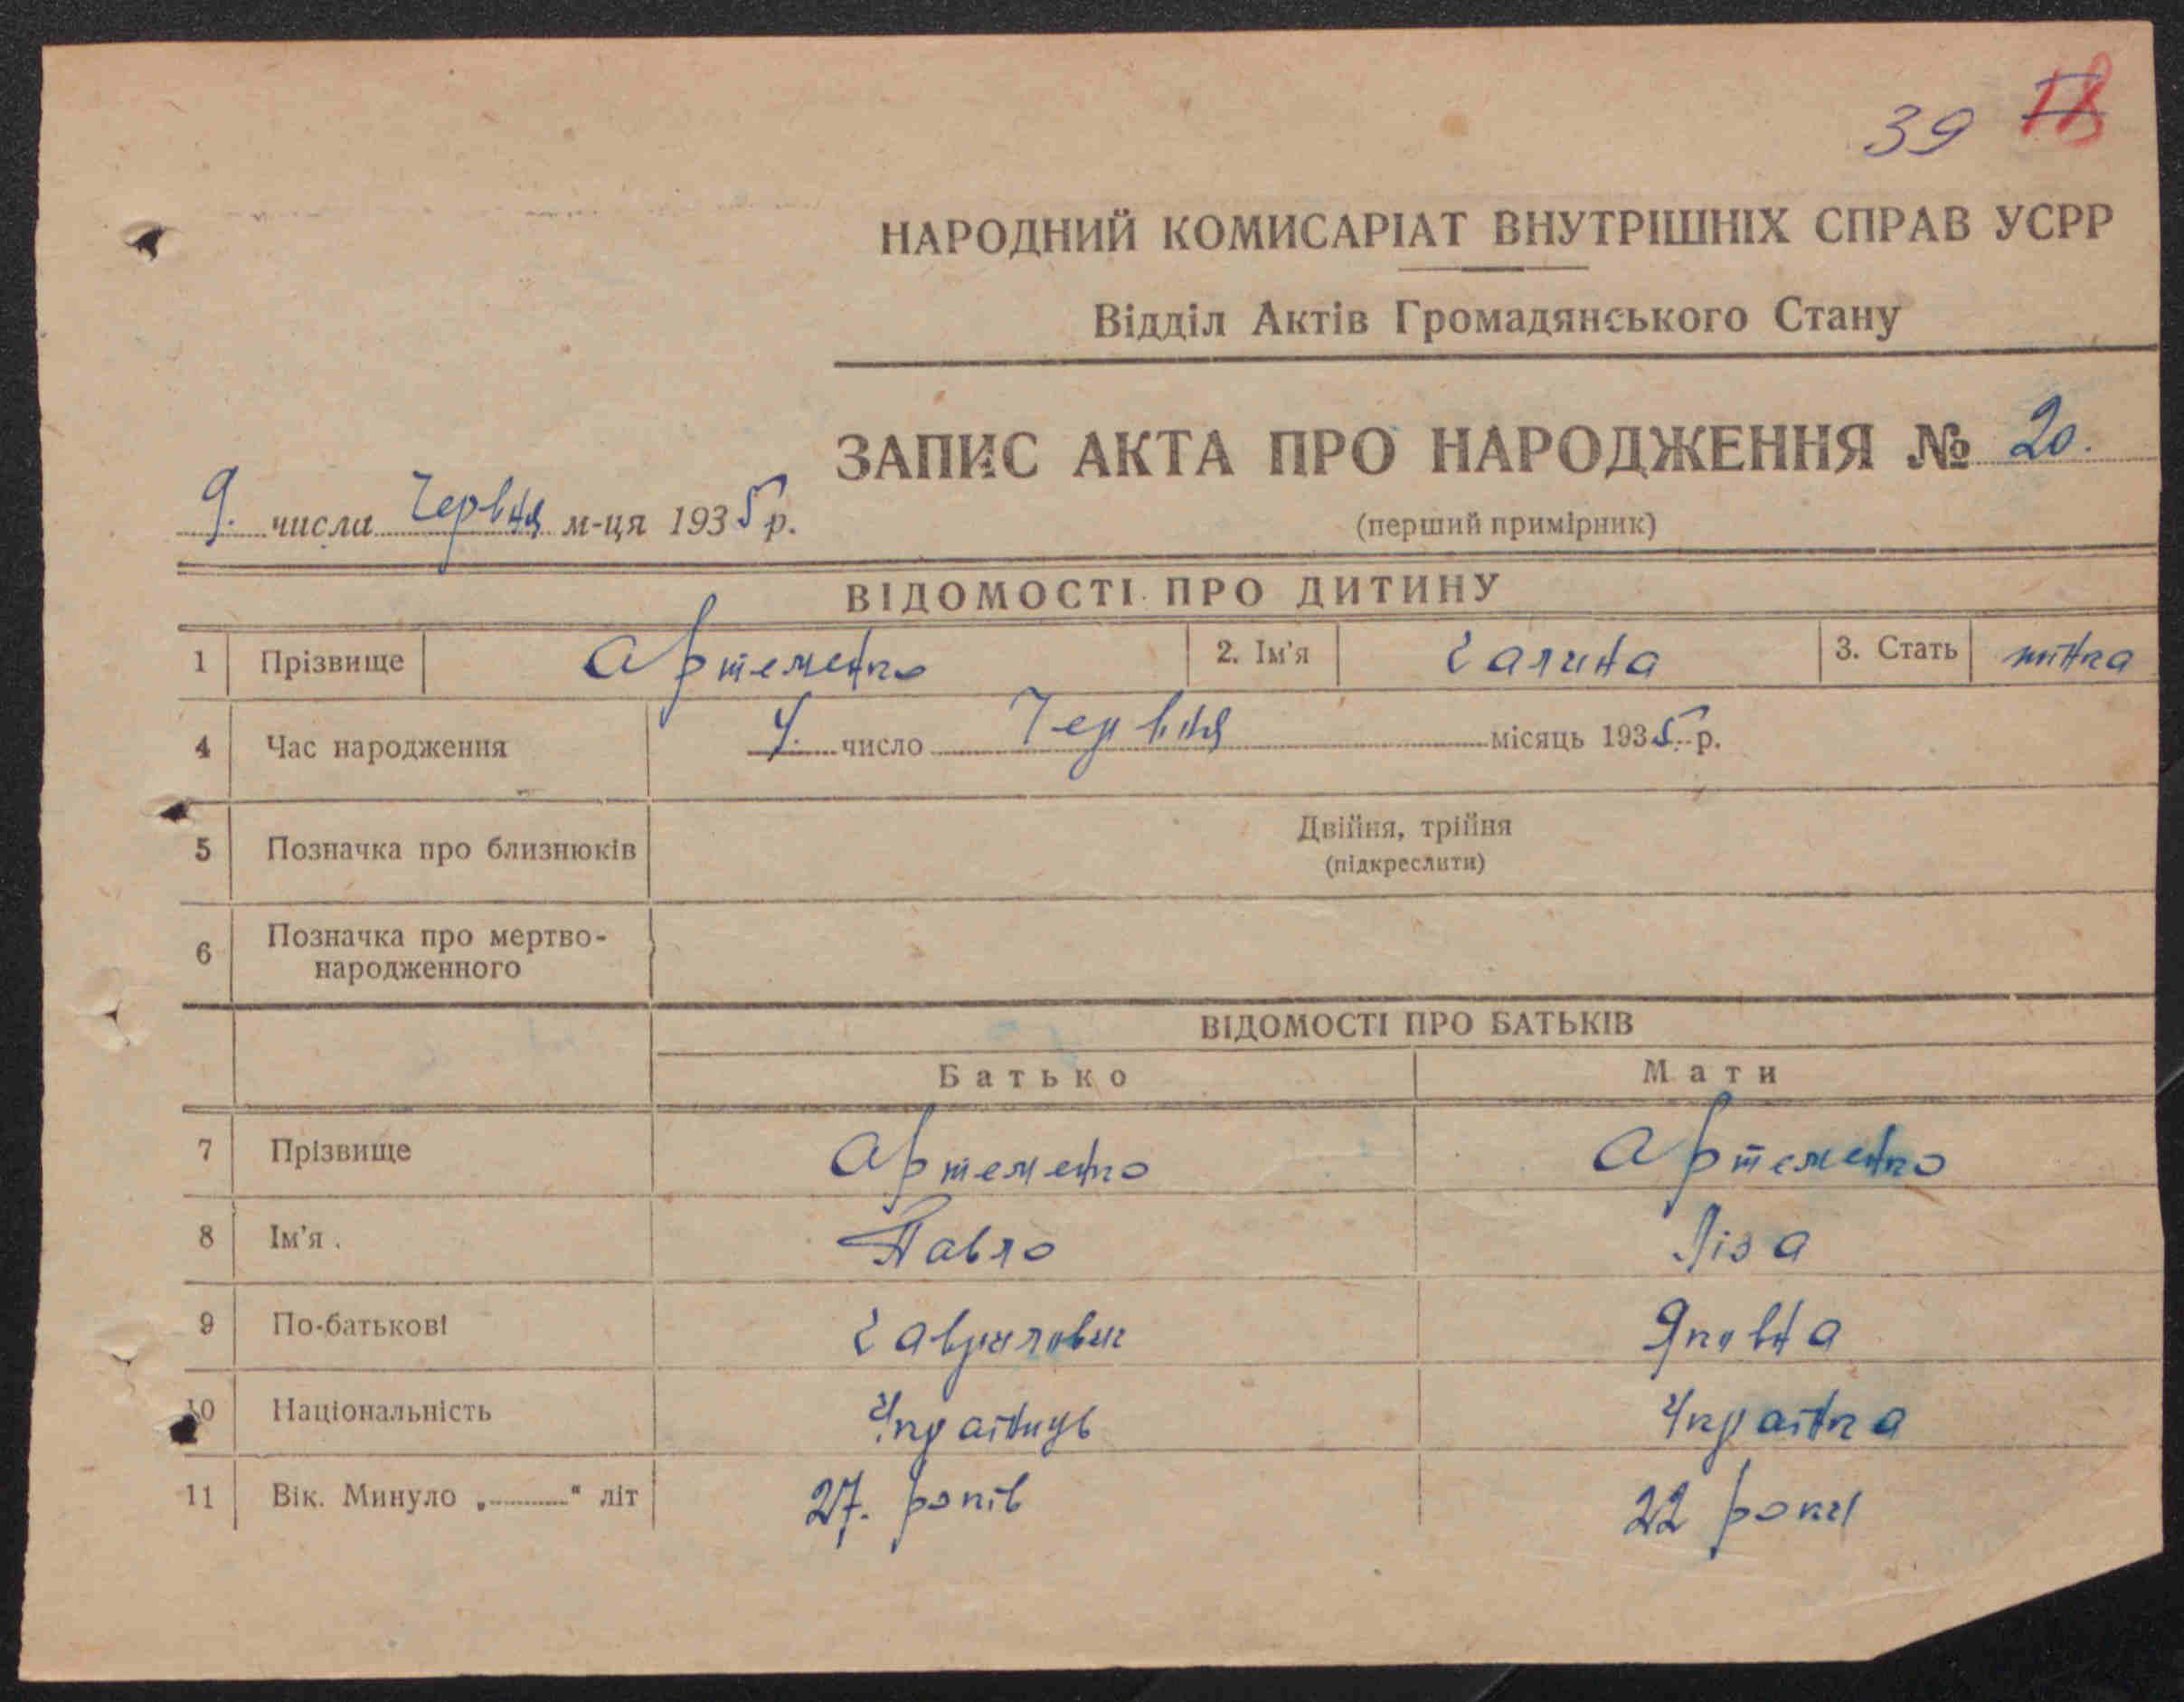 39 18
НАРОДНИЙ КОМИСАРІАТ ВНУТРІШНІХ СПРАВ УСРР
Відділ Актів Громадянського Стану
ЗАПИС АКТА ПРО НАРОДЖЕННЯ № 20.
9. числа Червня м-ця 1935 р.
(перший примірник)
ВІДОМОСТІ ПРО ДИТИНУ
1 Прізвище Артеменко 2. Ім'я Галина 3. Стать жінка
4 Час народження число Червня місяць 1935 р.
5 Позначка про близнюків Двійня, трійня
(підкреслити)
6 Позначка про мертво-
народженного
ВІДОМОСТІ ПРО БАТЬКІВ
Батько Мати
7 Прізвище Артеменко Артеменко
8 Ім'я. Павло Ліза
9 По-батькові Гаврилович Яковна
10 Національність Українець Українка
11 Вік. Минуло „......" літ 27. років 22 роки